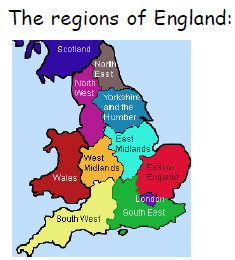 The regions of England:
Scotland
North
East
North
West
Yorkshire
and the
Humber
East
Midlands
West
Midlands
East of
England
Wales
London
South West
South East